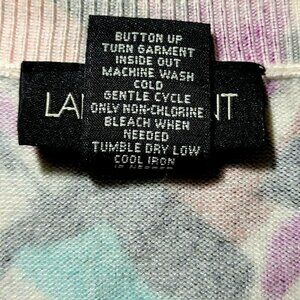 BUTTON UP
TURN GARMENT
INSIDE OUT
MACHINE WASH
COLD
GENTLE CYCLE
ONLY NON-CHLORINE
BLEACH WHEN
NEEDED
TUMBLE DRY LOW
COOL IRON